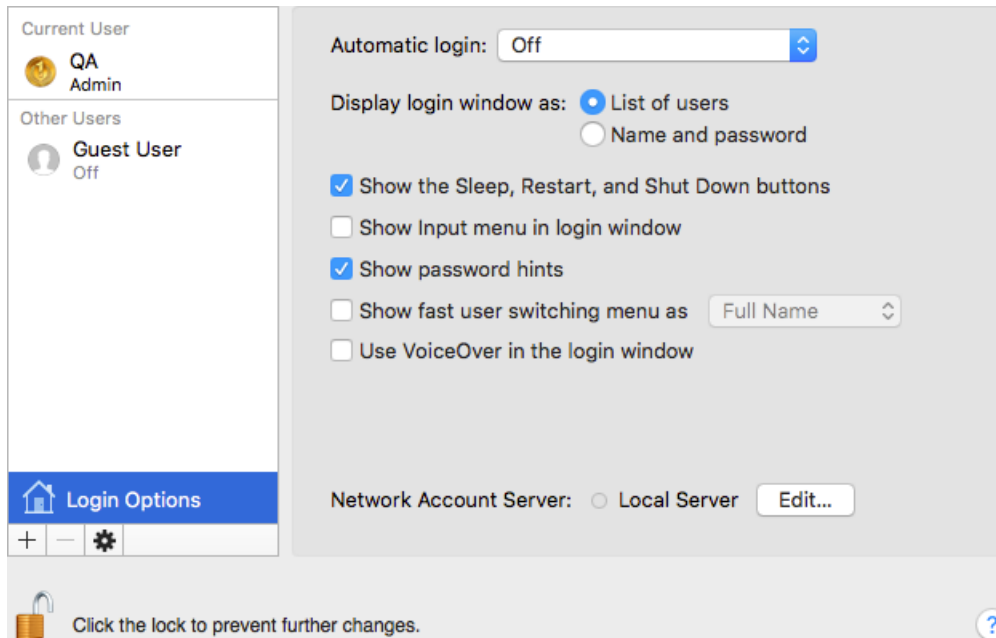 Current User
QA
Admin
Other Users
Guest User
Off
Login Options
Automatic login: Off
Display login window as: List of users
Name and password
Show the Sleep, Restart, and Shut Down buttons
Show Input menu in login window
Show password hints
Show fast user switching menu as Full Name
Use VoiceOver in the login window
Network Account Server: Local Server Edit...
Click the lock to prevent further changes.
?